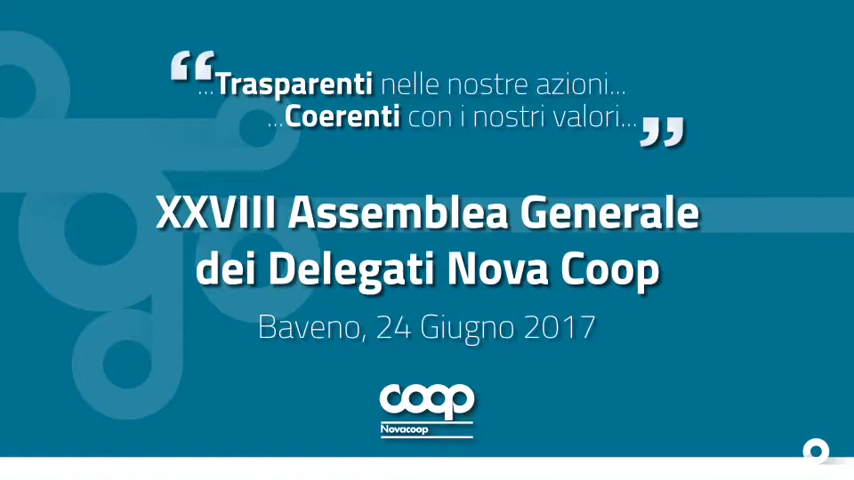 “...Trasparenti nelle nostre azioni...
...Coerenti con i nostri valori...”
XXVIII Assemblea Generale
dei Delegati Nova Coop
Baveno, 24 Giugno 2017
coop
Novacoop